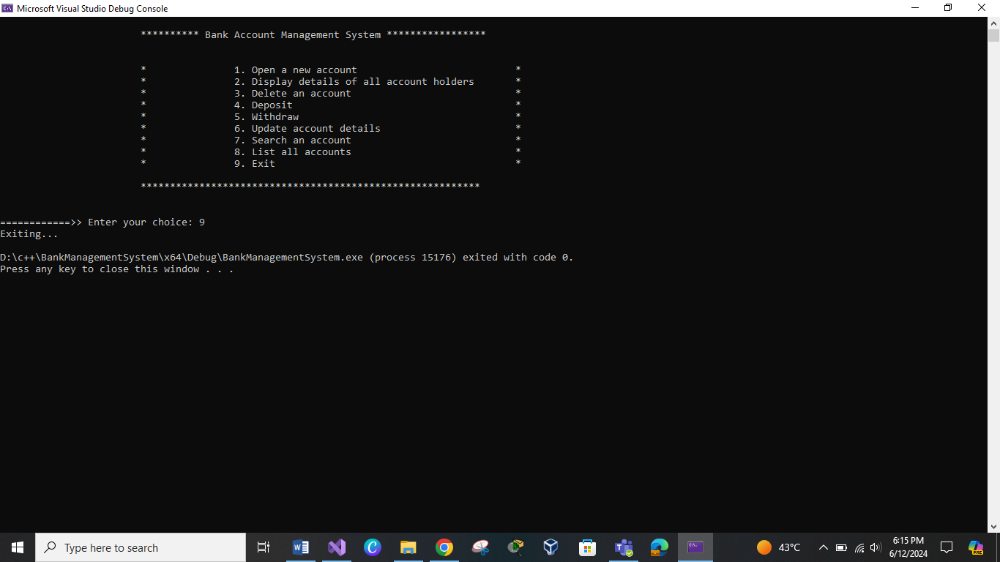 Microsoft Visual Studio Debug Console
********** Bank Account Management System *****************
* 1. Open a new account *
* 2. Display details of all account holders *
* 3. Delete an account *
* 4. Deposit *
* 5. Withdraw *
* 6. Update account details *
* 7. Search an account *
* 8. List all accounts *
* 9. Exit *
**********************************************************
============>> Enter your choice: 9
Exiting...
D:\c++\BankManagementSystem\x64\Debug\BankManagementSystem.exe (process 15176) exited with code 0.
Press any key to close this window . . .
Type here to search
43°C
6:15 PM
6/12/2024